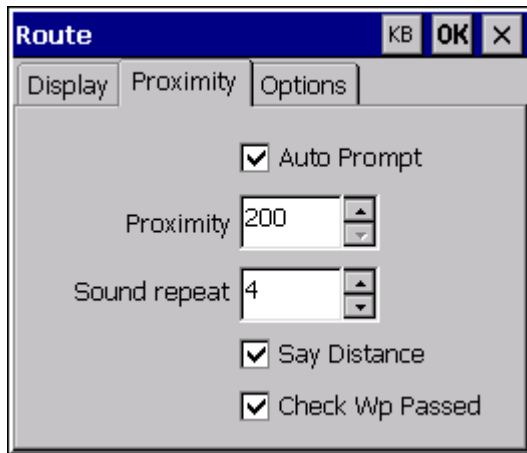 Route KB OK ×
Display Proximity Options
Auto Prompt
Proximity 200
Sound repeat 4
Say Distance
Check Wp Passed